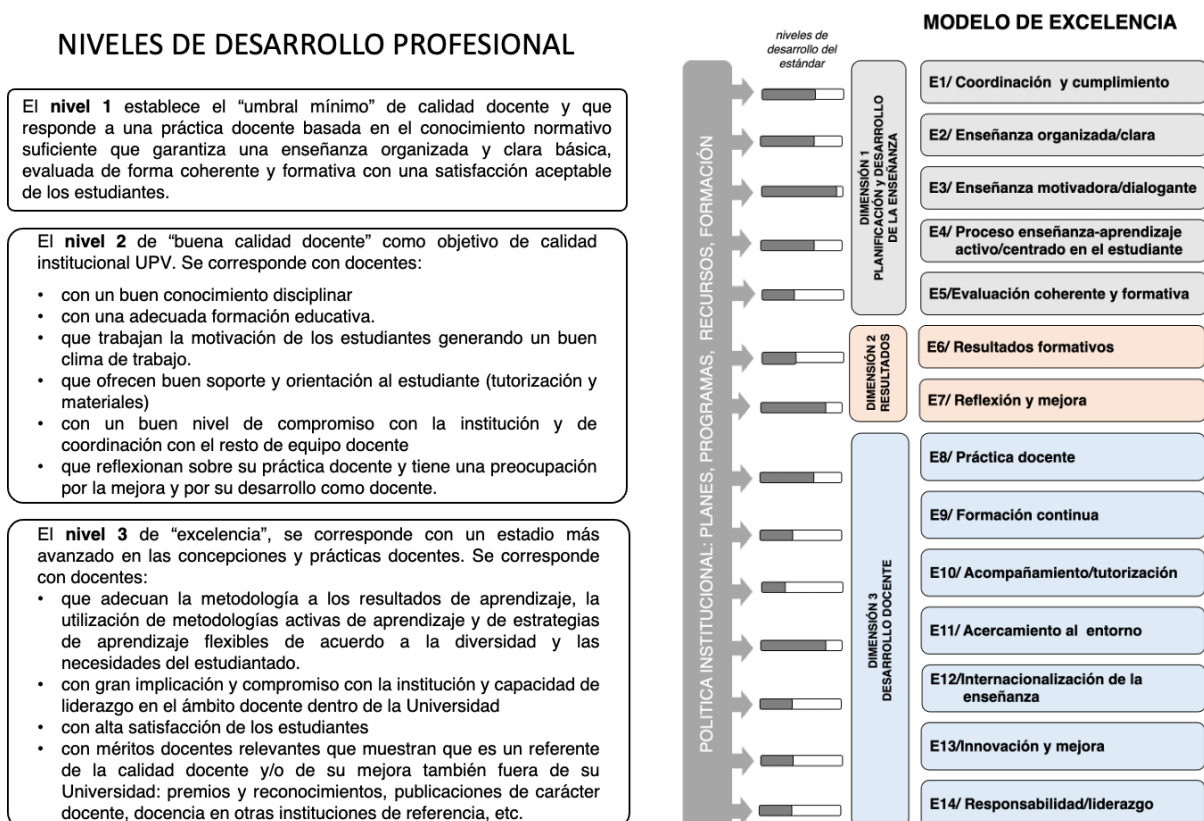 NIVELES DE DESARROLLO PROFESIONAL
El nivel 1 establece el “umbral mínimo” de calidad docente y que
responde a una práctica docente basada en el conocimiento normativo
suficiente que garantiza una enseñanza organizada y clara básica,
evaluada de forma coherente y formativa con una satisfacción aceptable
de los estudiantes.
El nivel 2 de “buena calidad docente” como objetivo de calidad
institucional UPV. Se corresponde con docentes:
• con un buen conocimiento disciplinar
• con una adecuada formación educativa.
• que trabajan la motivación de los estudiantes generando un buen
clima de trabajo.
• que ofrecen buen soporte y orientación al estudiante (tutorización y
materiales)
• con un buen nivel de compromiso con la institución y de
coordinación con el resto de equipo docente
• que reflexionan sobre su práctica docente y tiene una preocupación
por la mejora y por su desarrollo como docente.
El nivel 3 de “excelencia”, se corresponde con un estadio más
avanzado en las concepciones y prácticas docentes. Se corresponde
con docentes:
• que adecuan la metodología a los resultados de aprendizaje, la
utilización de metodologías activas de aprendizaje y de estrategias
de aprendizaje flexibles de acuerdo a la diversidad y las
necesidades del estudiantado.
• con gran implicación y compromiso con la institución y capacidad de
liderazgo en el ámbito docente dentro de la Universidad
• con alta satisfacción de los estudiantes
• con méritos docentes relevantes que muestran que es un referente
de la calidad docente y/o de su mejora también fuera de su
Universidad: premios y reconocimientos, publicaciones de carácter
docente, docencia en otras instituciones de referencia, etc.
MODELO DE EXCELENCIA
niveles de
desarrollo del
estándar
POLITICA INSTITUCIONAL: PLANES, PROGRAMAS, RECURSOS, FORMACIÓN
DIMENSIÓN 1
PLANIFICACIÓN y DESARROLLO
DE LA ENSEÑANZA
E1/ Coordinación y cumplimiento
E2/ Enseñanza organizada/clara
E3/ Enseñanza motivadora/dialogante
E4/ Proceso enseñanza-aprendizaje
activo/centrado en el estudiante
E5/Evaluación coherente y formativa
DIMENSIÓN 2
RESULTADOS
E6/ Resultados formativos
E7/ Reflexión y mejora
DIMENSIÓN 3
DESARROLLO DOCENTE
E8/ Práctica docente
E9/ Formación continua
E10/ Acompañamiento/tutorización
E11/ Acercamiento al entorno
E12/Internacionalización de la
enseñanza
E13/Innovación y mejora
E14/ Responsabilidad/liderazgo